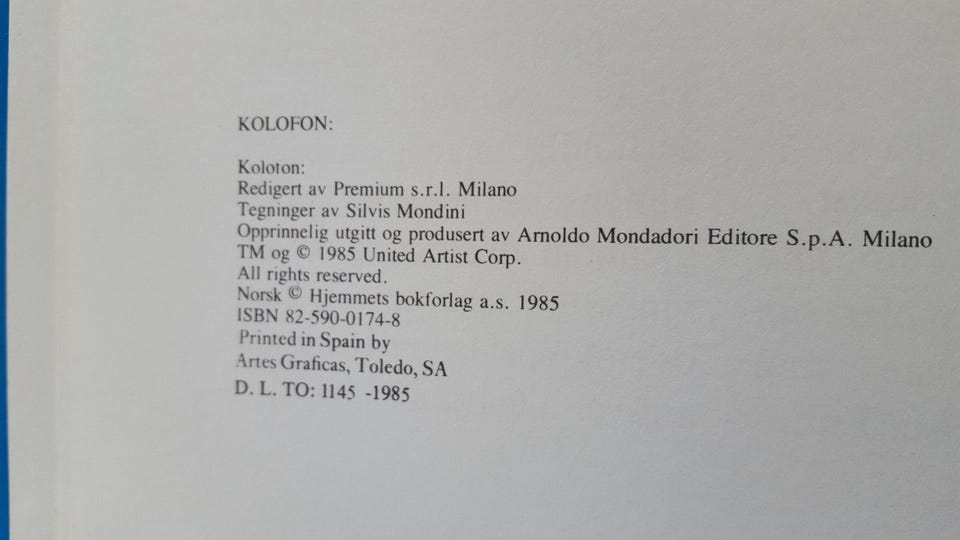 KOLOFON:
Koloton:
Redigert av Premium s.r.l. Milano
Tegninger av Silvis Mondini
Opprinnelig utgitt og produsert av Arnoldo Mondadori Editore S.p.A. Milano
TM og © 1985 United Artist Corp.
All rights reserved.
Norsk © Hjemmets bokforlag a.s. 1985
ISBN 82-590-0174-8
Printed in Spain by
Artes Graficas, Toledo, SA
D. L. TO: 1145 -1985